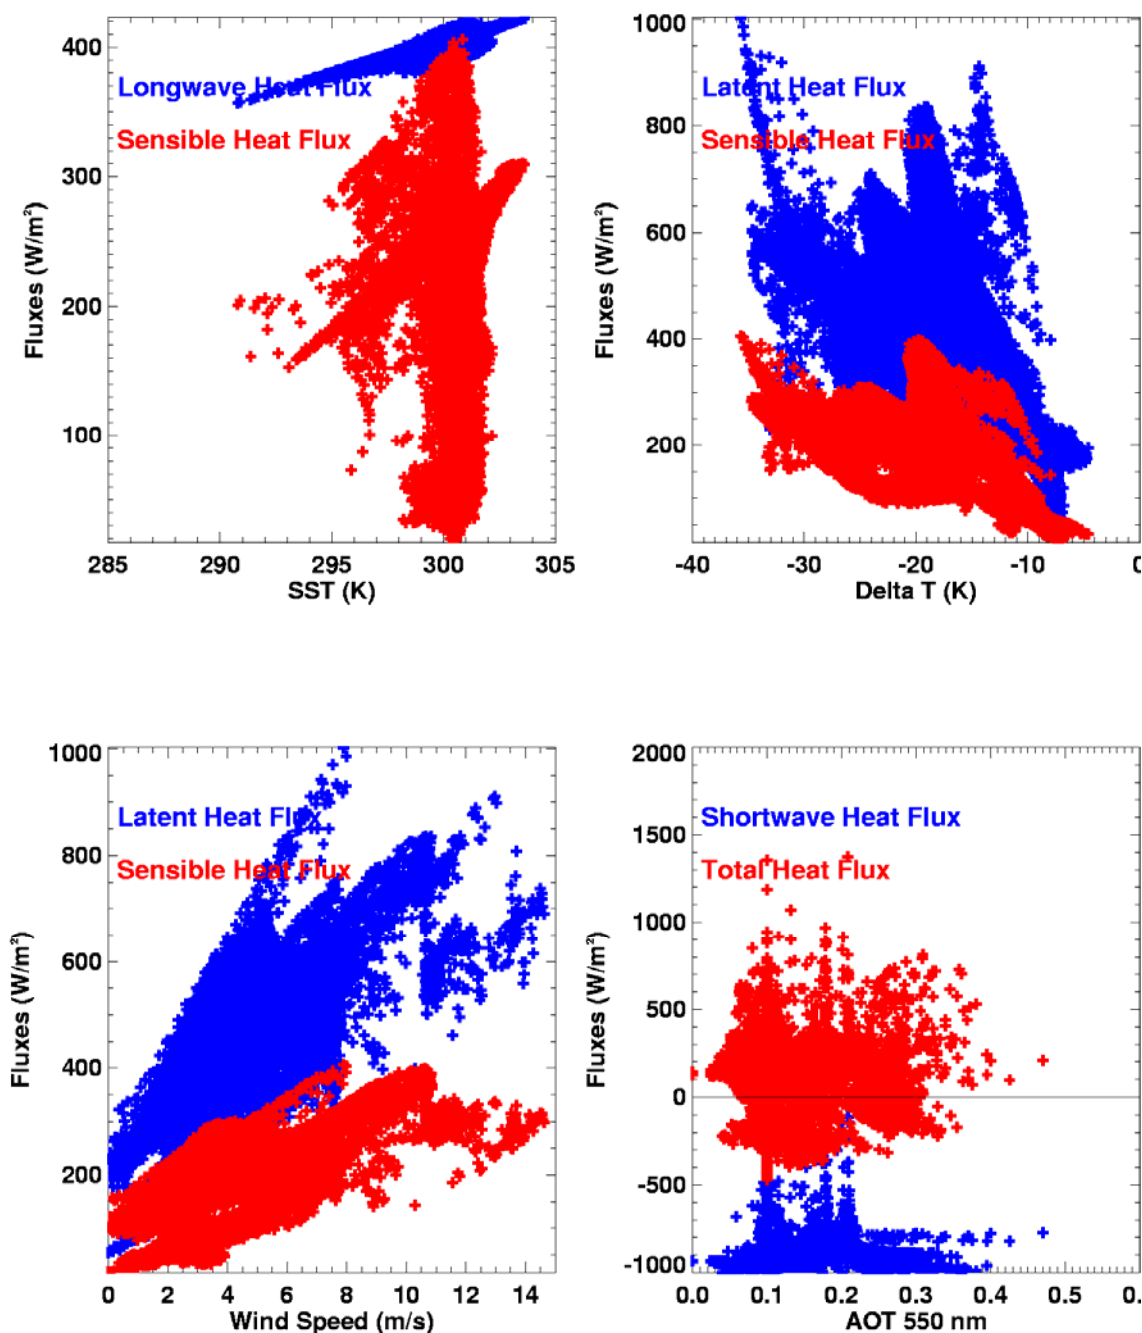 400
300
200
100
Fluxes (W/m²)
Longwave Heat Flux
Sensible Heat Flux
285 290 295 300 305
SST (K)
1000
800
600
400
200
Fluxes (W/m²)
Latent Heat Flux
Sensible Heat Flux
-40 -30 -20 -10 0
Delta T (K)
1000
800
600
400
200
Fluxes (W/m²)
Latent Heat Flux
Sensible Heat Flux
0 2 4 6 8 10 12 14
Wind Speed (m/s)
2000
1500
1000
500
0
-500
-1000
Fluxes (W/m²)
Shortwave Heat Flux
Total Heat Flux
0.0 0.1 0.2 0.3 0.4 0.5 0.
AOT 550 nm